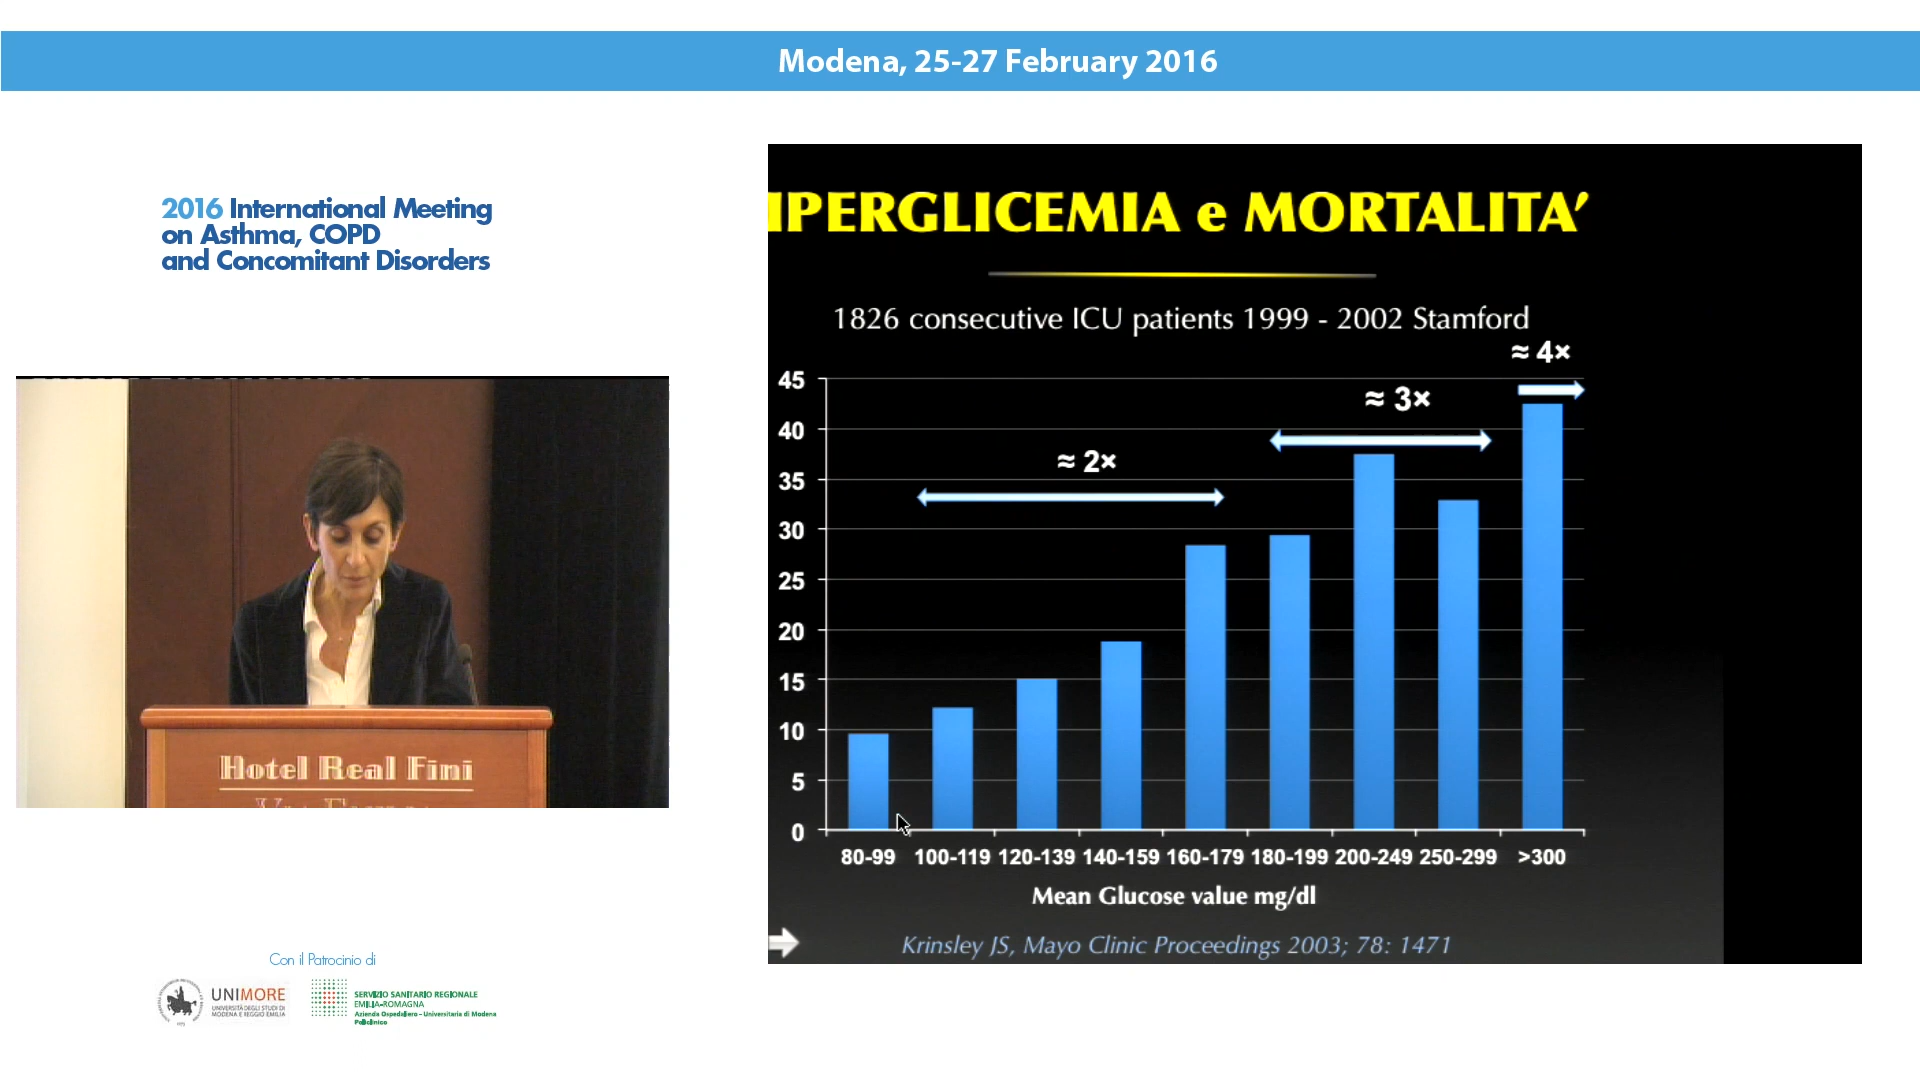 Modena, 25-27 February 2016
2016 International Meeting
on Asthma, COPD
and Concomitant Disorders
IPERGLICEMIA e MORTALITA'
1826 consecutive ICU patients 1999 - 2002 Stamford
≈ 4×
≈ 3×
≈ 2×
45
40
35
30
25
20
15
10
5
0
80-99 100-119 120-139 140-159 160-179 180-199 200-249 250-299 >300
Mean Glucose value mg/dl
Krinsley JS, Mayo Clinic Proceedings 2003; 78: 1471
Hotel Real Fini
Con il Patrocinio di
UNIMORE
UNIVERSITÀ DEGLI STUDI DI
MODENA E REGGIO EMILIA
SERVIZIO SANITARIO REGIONALE
EMILIA-ROMAGNA
Azienda Ospedaliero - Universitaria di Modena
Policlinico